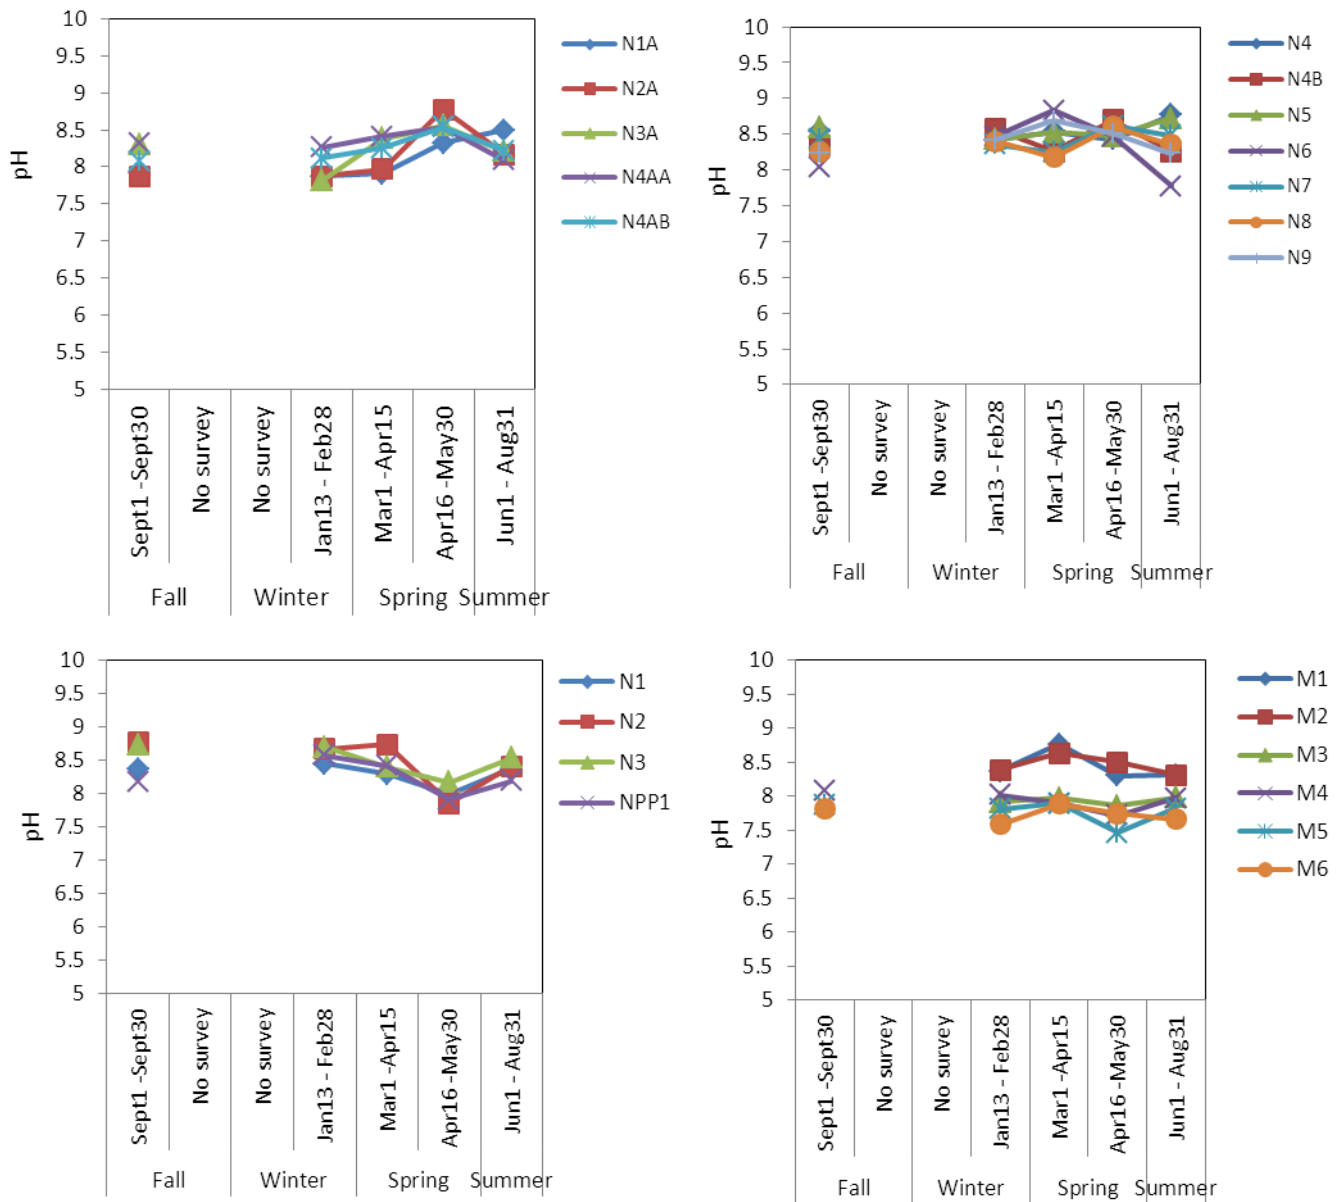 10
9.5
9
8.5
8
7.5
7
6.5
6
5.5
5
pH
N1A
N2A
N3A
N4AA
N4AB
Sept1 -Sept30
No survey
No survey
Jan13 - Feb28
Mar1 -Apr15
Apr16 -May30
Jun1 - Aug31
Fall
Winter
Spring
Summer
10
9.5
9
8.5
8
7.5
7
6.5
6
5.5
5
pH
N4
N4B
N5
N6
N7
N8
N9
Sept1 -Sept30
No survey
No survey
Jan13 - Feb28
Mar1 -Apr15
Apr16 -May30
Jun1 - Aug31
Fall
Winter
Spring
Summer
10
9.5
9
8.5
8
7.5
7
6.5
6
5.5
5
pH
N1
N2
N3
NPP1
Sept1 -Sept30
No survey
No survey
Jan13 - Feb28
Mar1 -Apr15
Apr16 -May30
Jun1 - Aug31
Fall
Winter
Spring
Summer
10
9.5
9
8.5
8
7.5
7
6.5
6
5.5
5
pH
M1
M2
M3
M4
M5
M6
Sept1 -Sept30
No survey
No survey
Jan13 - Feb28
Mar1 -Apr15
Apr16 -May30
Jun1 - Aug31
Fall
Winter
Spring
Summer